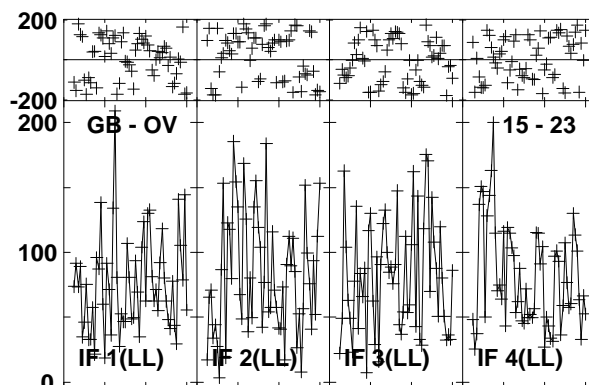 200
-200
200
GB - OV
15 - 23
100
IF 1(LL)
IF 2(LL)
IF 3(LL)
IF 4(LL)
0